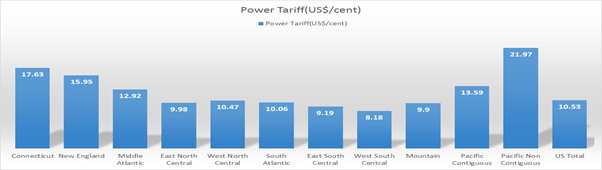 Power Tariff(US$/cent)
Power Tariff(US$/cent)
17.63
15.95
12.92
9.98
10.47
10.06
9.19
8.18
9.9
13.59
21.97
10.53
Connecticut
New England
Middle
Atlantic
East North
Central
West North
Central
South
Atlantic
East South
Central
West South
Central
Mountain
Pacific
Contiguous
Pacific Non
Contiguous
US Total